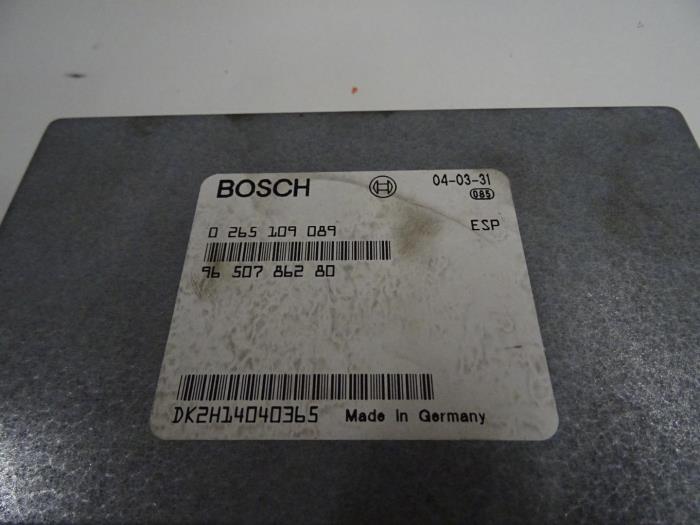 BOSCH 04-03-31
085
0 265 109 089 ESP
96 507 862 80
DK2H14040365 Made in Germany